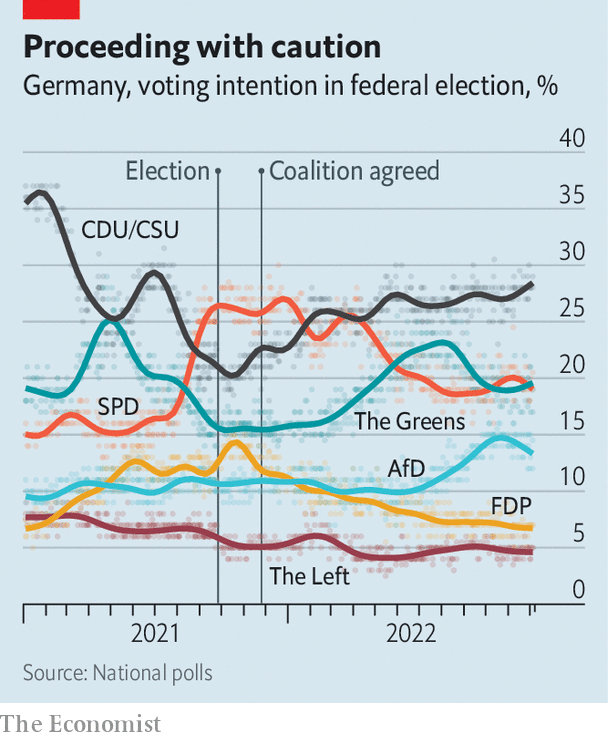 Proceeding with caution
Germany, voting intention in federal election, %
40
Election
Coalition agreed
35
CDU/CSU
30
25
20
SPD
The Greens
15
AfD
10
FDP
5
The Left
0
2021
2022
Source: National polls
The Economist